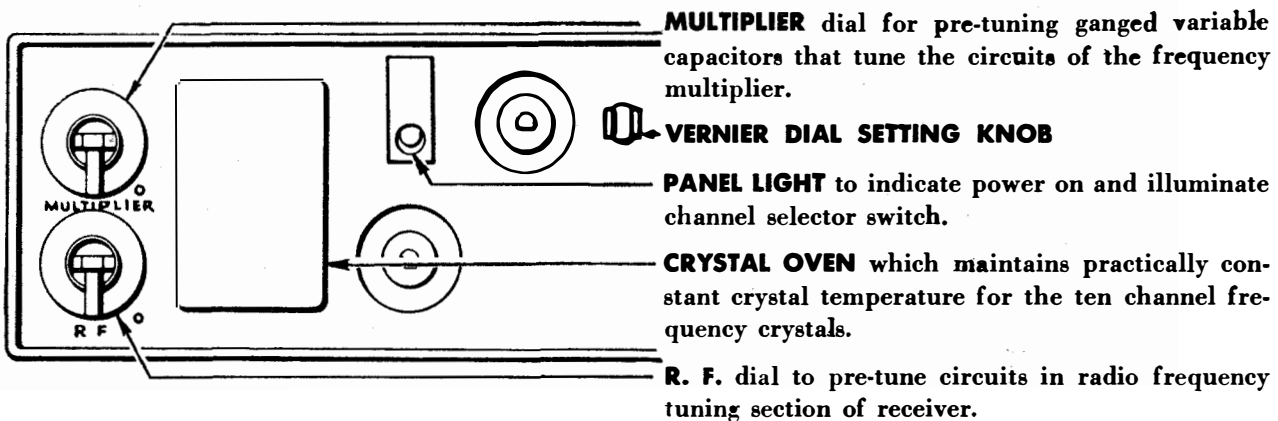 MULTIPLIER dial for pre-tuning ganged variable
capacitors that tune the circuits of the frequency
multiplier.
VERNIER DIAL SETTING KNOB
PANEL LIGHT to indicate power on and illuminate
channel selector switch.
CRYSTAL OVEN which maintains practically con-
stant crystal temperature for the ten channel fre-
quency crystals.
R. F. dial to pre-tune circuits in radio frequency
tuning section of receiver.
MULTIPLIER
R F